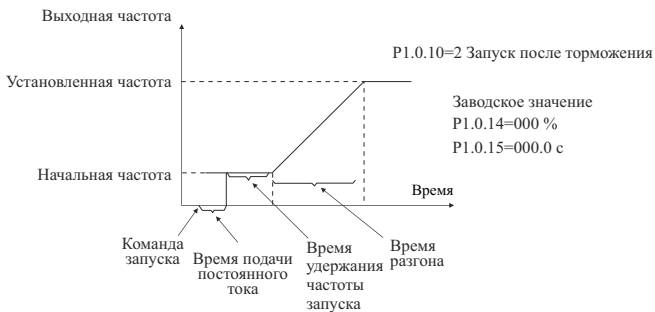 Выходная частота
P1.0.10=2 Запуск после торможения
Установленная частота
Заводское значение
P1.0.14=000 %
P1.0.15=000.0 с
Начальная частота
Время
Команда
запуска
Время подачи
постоянного
тока
Время
удержания
частоты
запуска
Время
разгона